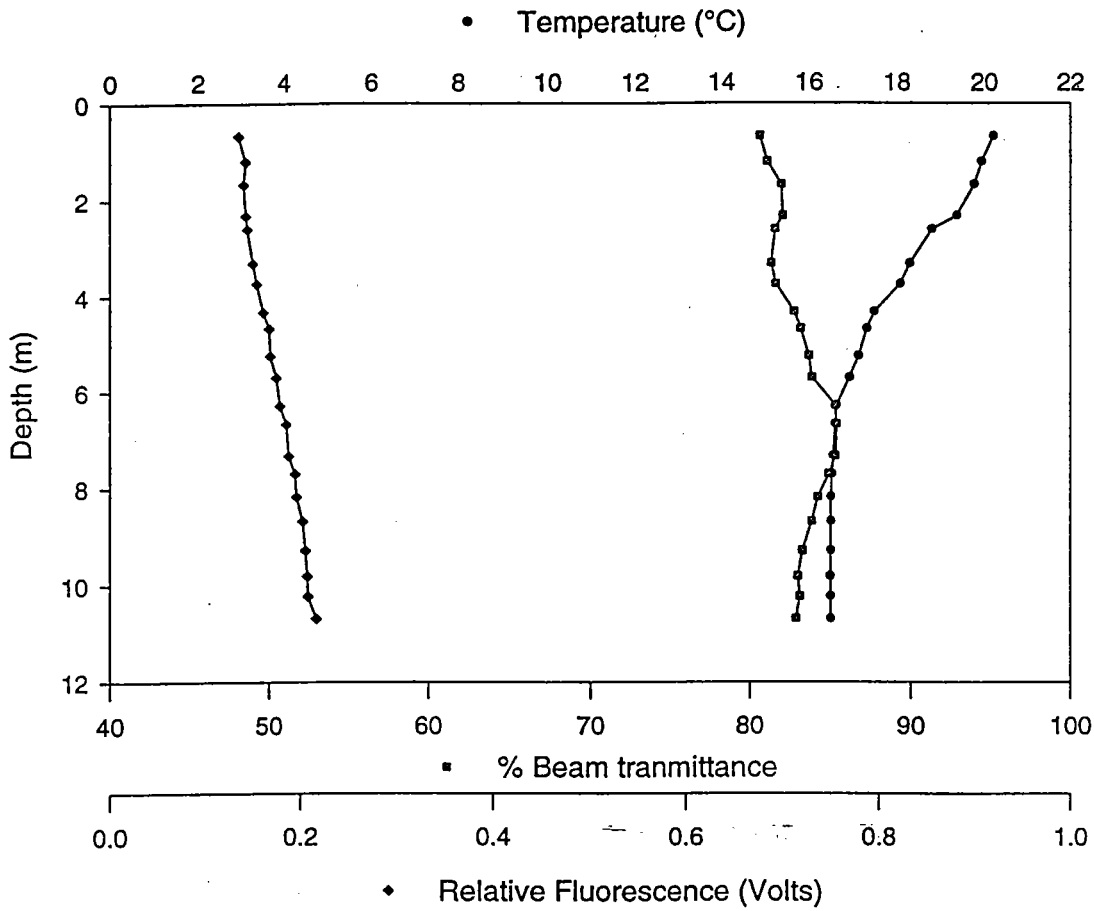 Temperature (°C)
0 2 4 6 8 10 12 14 16 18 20 22
0
2
4
6
8
10
12
Depth (m)
40 50 60 70 80 90 100
% Beam tranmittance
0.0 0.2 0.4 0.6 0.8 1.0
Relative Fluorescence (Volts)